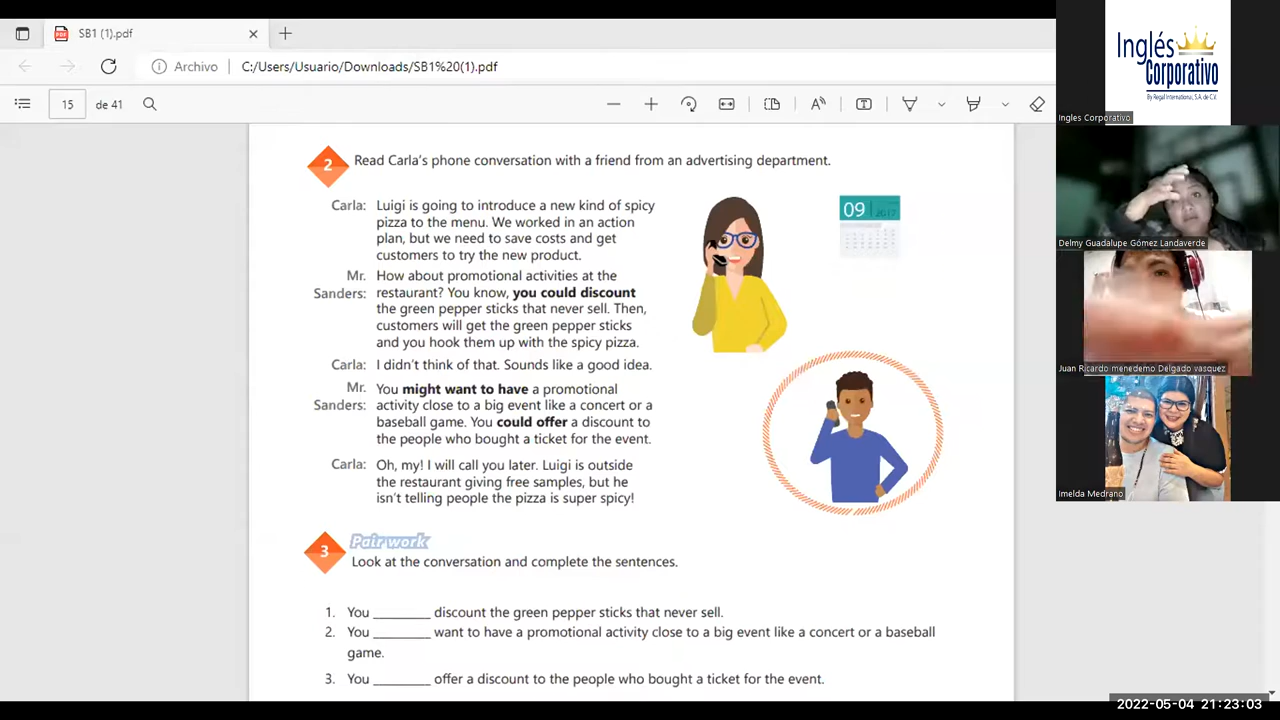 SB1 (1).pdf
Archivo
C:/Users/Usuario/Downloads/SB1%20(1).pdf
15
de 41
2
Read Carla's phone conversation with a friend from an advertising department.
Carla: Luigi is going to introduce a new kind of spicy
pizza to the menu. We worked in an action
plan, but we need to save costs and get
customers to try the new product.
Mr. How about promotional activities at the
Sanders: restaurant? You know, you could discount
the green pepper sticks that never sell. Then,
customers will get the green pepper sticks
and you hook them up with the spicy pizza.
Carla: I didn't think of that. Sounds like a good idea.
Mr. You might want to have a promotional
Sanders: activity close to a big event like a concert or a
baseball game. You could offer a discount to
the people who bought a ticket for the event.
Carla: Oh, my! I will call you later. Luigi is outside
the restaurant giving free samples, but he
isn't telling people the pizza is super spicy!
09
2017
3
Pair work
Look at the conversation and complete the sentences.
1. You ________ discount the green pepper sticks that never sell.
2. You ________ want to have a promotional activity close to a big event like a concert or a baseball
game.
3. You ________ offer a discount to the people who bought a ticket for the event.
Inglés
Corporativo
By Regal International, S.A. de C.V.
Ingles Corporativo
Delmy Guadalupe Gómez Landaverde
Juan Ricardo menedemo Delgado vasquez
Imelda Medrano
2022-05-04 21:23:03